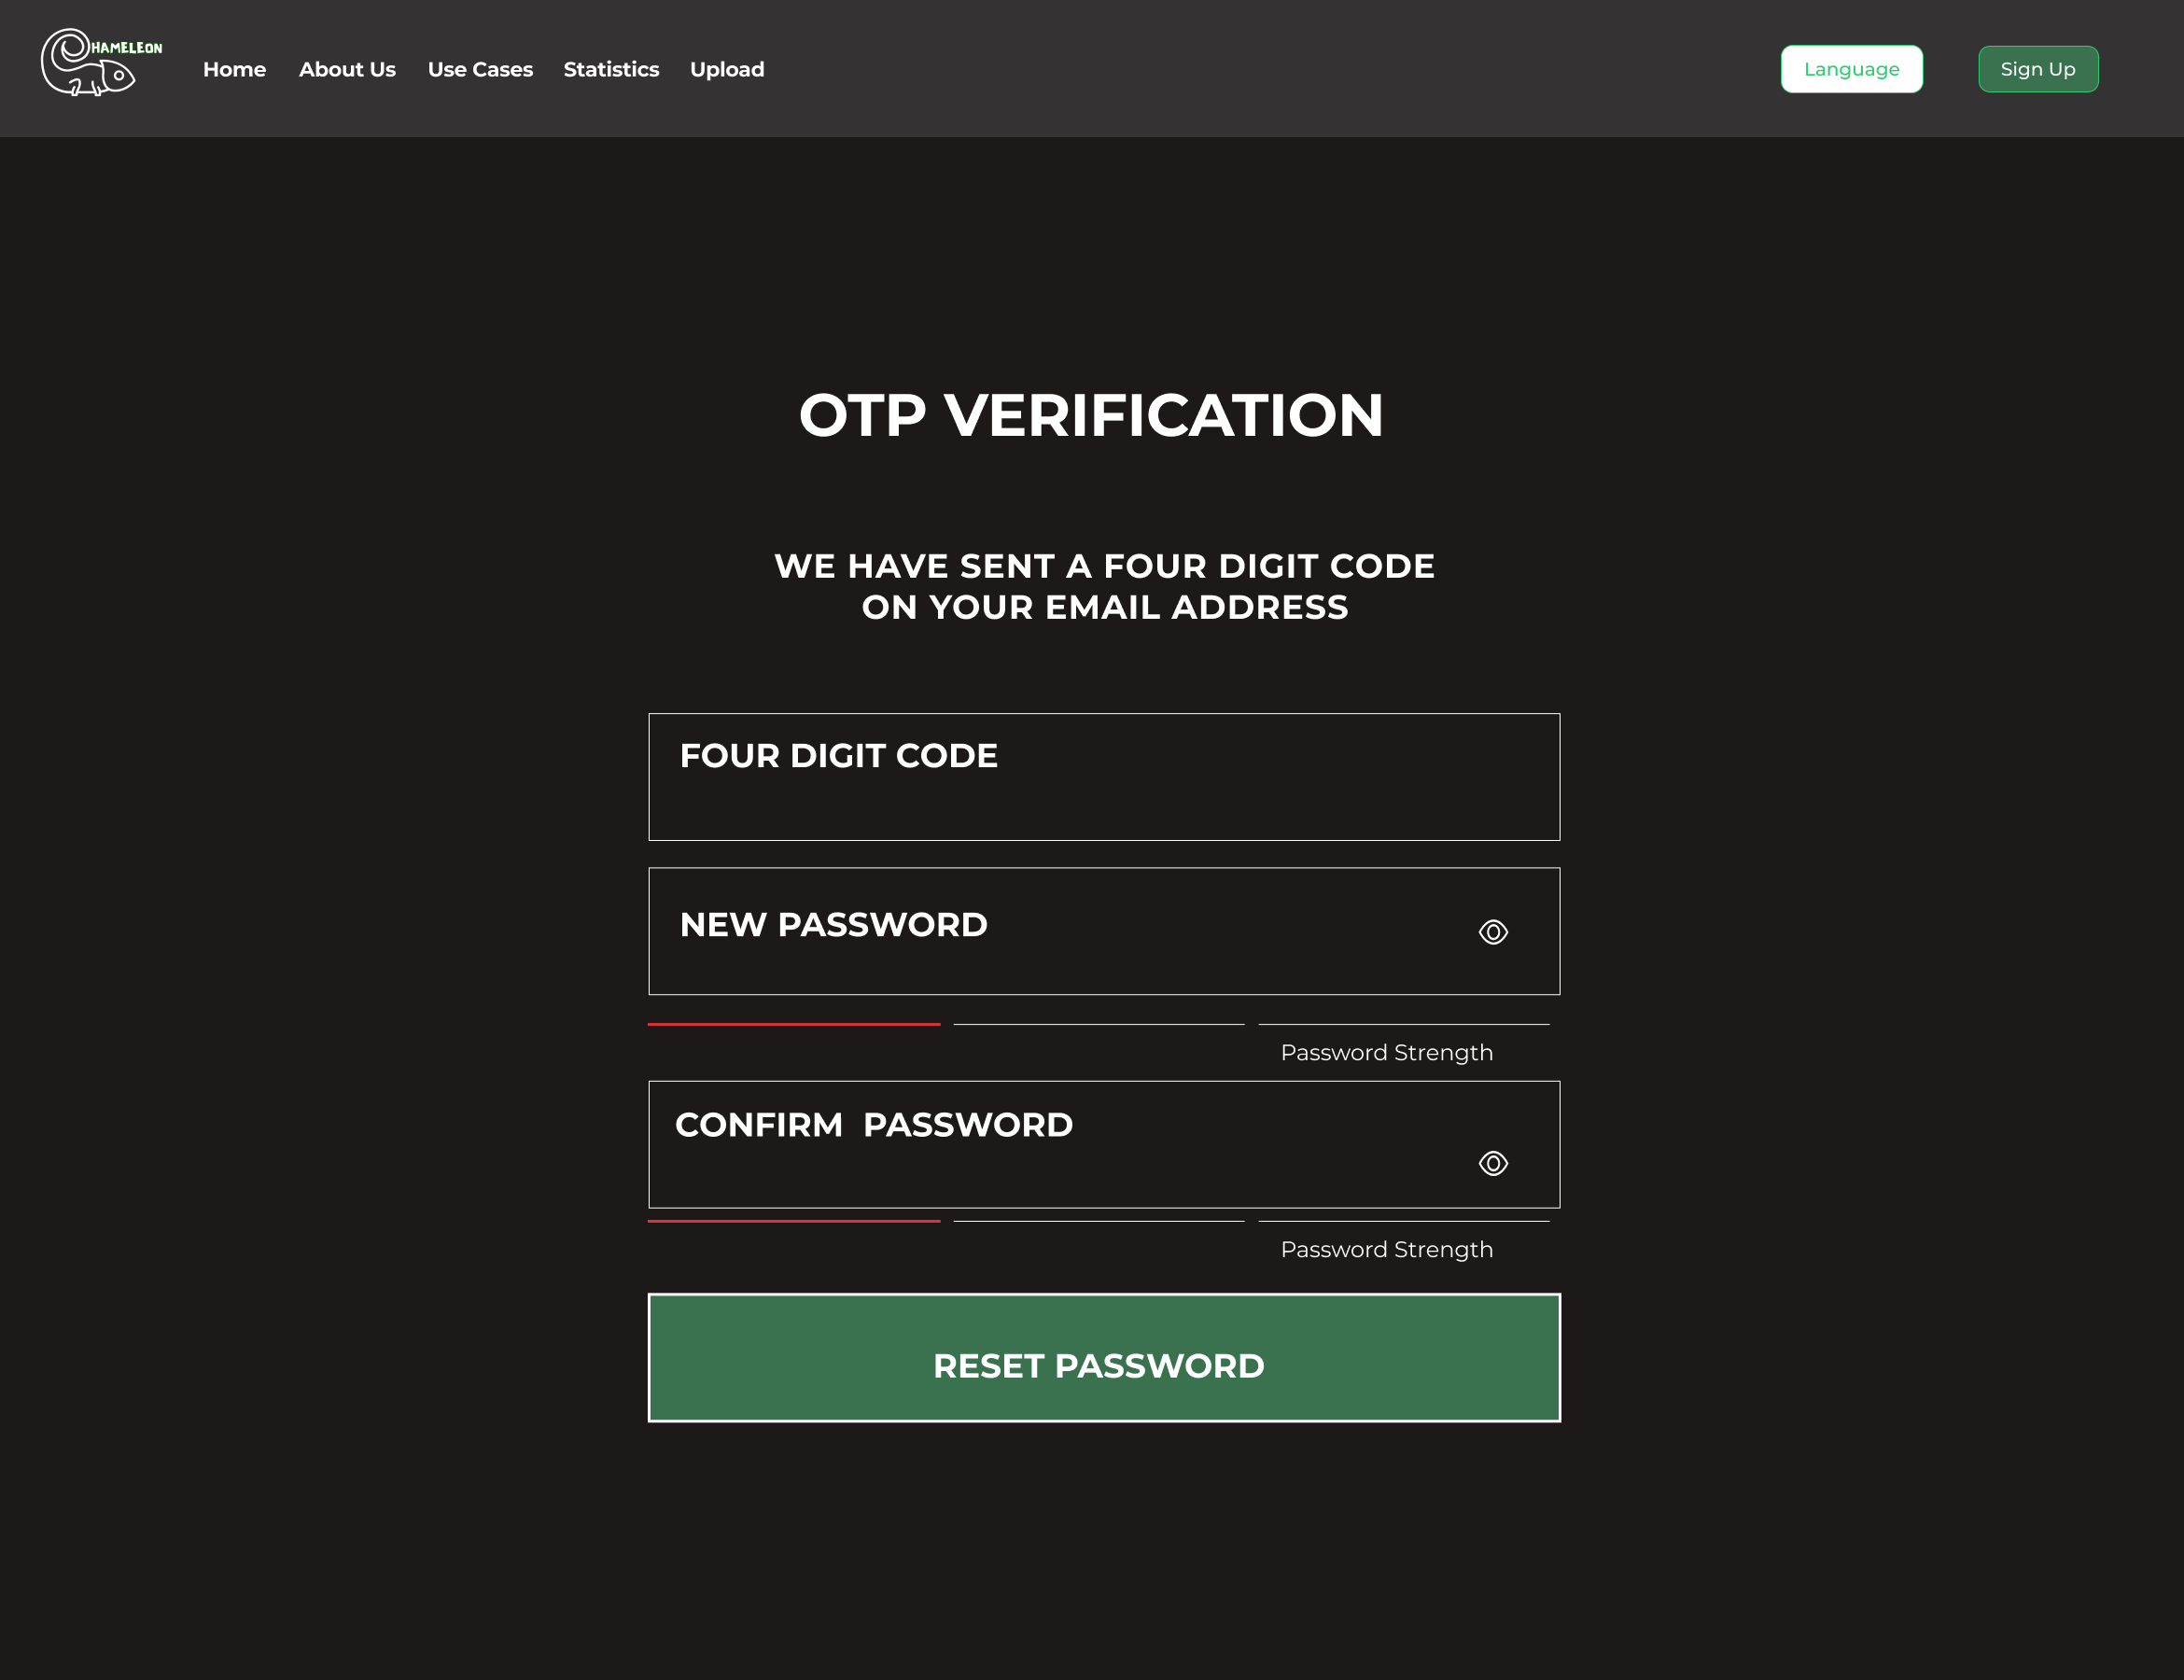 HAMELEON
Home About Us Use Cases Statistics Upload Language Sign Up
OTP VERIFICATION
WE HAVE SENT A FOUR DIGIT CODE
ON YOUR EMAIL ADDRESS
FOUR DIGIT CODE
NEW PASSWORD
Password Strength
CONFIRM PASSWORD
Password Strength
RESET PASSWORD